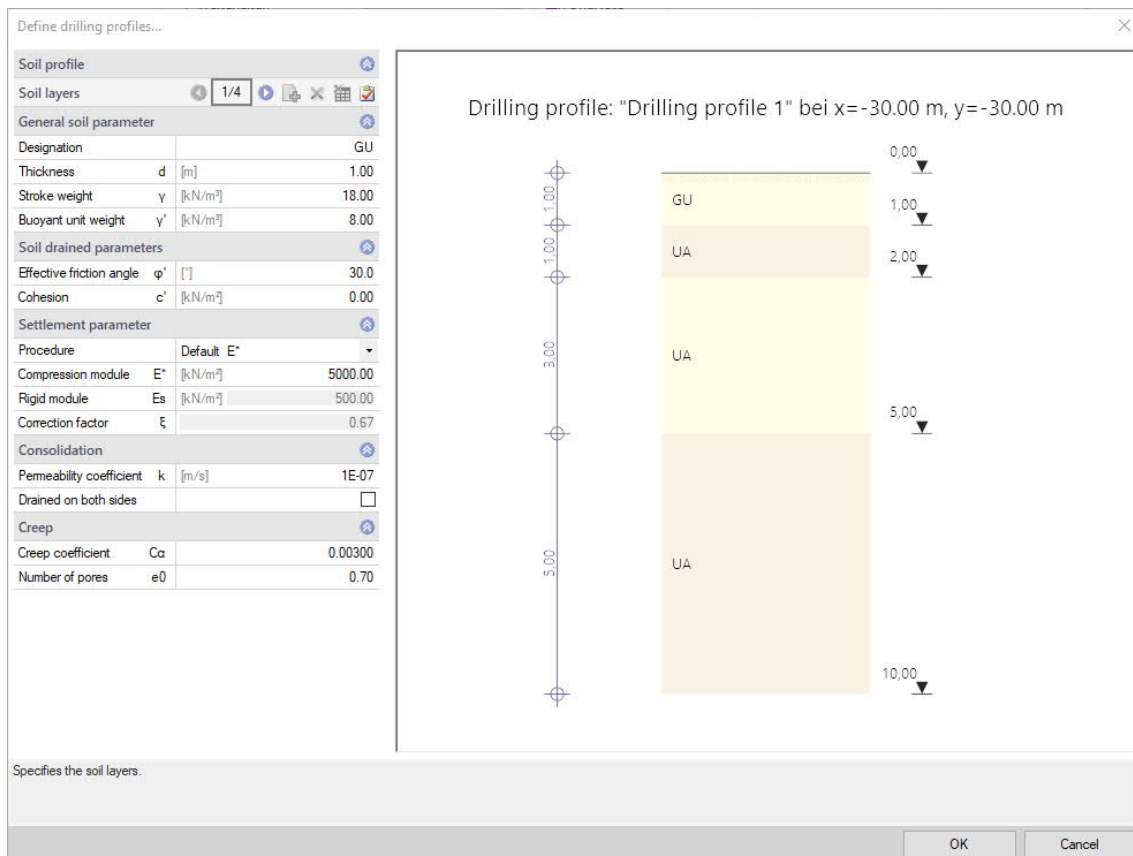 Define drilling profiles...
Soil profile
Soil layers 1/4
General soil parameter
Designation GU
Thickness d [m] 1.00
Stroke weight γ [kN/m³] 18.00
Buoyant unit weight γ' [kN/m³] 8.00
Soil drained parameters
Effective friction angle φ' [°] 30.0
Cohesion c' [kN/m²] 0.00
Settlement parameter
Procedure Default E*
Compression module E* [kN/m²] 5000.00
Rigid module Es [kN/m²] 500.00
Correction factor ξ 0.67
Consolidation
Permeability coefficient k [m/s] 1E-07
Drained on both sides
Creep
Creep coefficient Cα 0.00300
Number of pores e0 0.70
Drilling profile: "Drilling profile 1" bei x=-30.00 m, y=-30.00 m
0,00
1,00 GU 1,00
1,00 UA 2,00
3,00 UA 5,00
5,00 UA 10,00
Specifies the soil layers.
OK Cancel